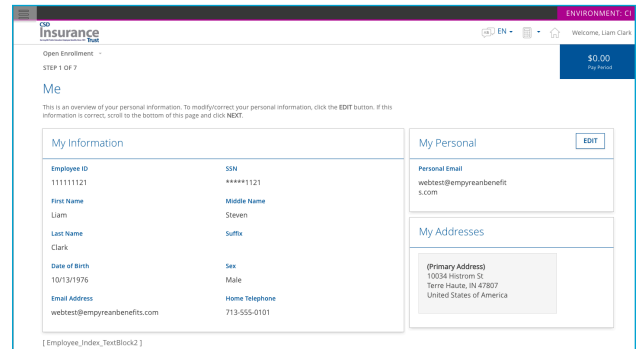 ENVIRONMENT: CI
CSD
Insurance
Trust
EN
Welcome, Liam Clark
Open Enrollment
STEP 1 OF 7
$0.00
Pay Period
Me
This is an overview of your personal information. To modify/correct your personal information, click the EDIT button. If this
information is correct, scroll to the bottom of this page and click NEXT.
My Information
Employee ID
SSN
111111121
*****1121
First Name
Middle Name
Liam
Steven
Last Name
Suffix
Clark
Date of Birth
Sex
10/13/1976
Male
Email Address
Home Telephone
webtest@empyreanbenefits.com
713-555-0101
My Personal
EDIT
Personal Email
webtest@empyreanbenefit
s.com
My Addresses
(Primary Address)
10034 Histrom St
Terre Haute, IN 47807
United States of America
[ Employee_Index_TextBlock2 ]